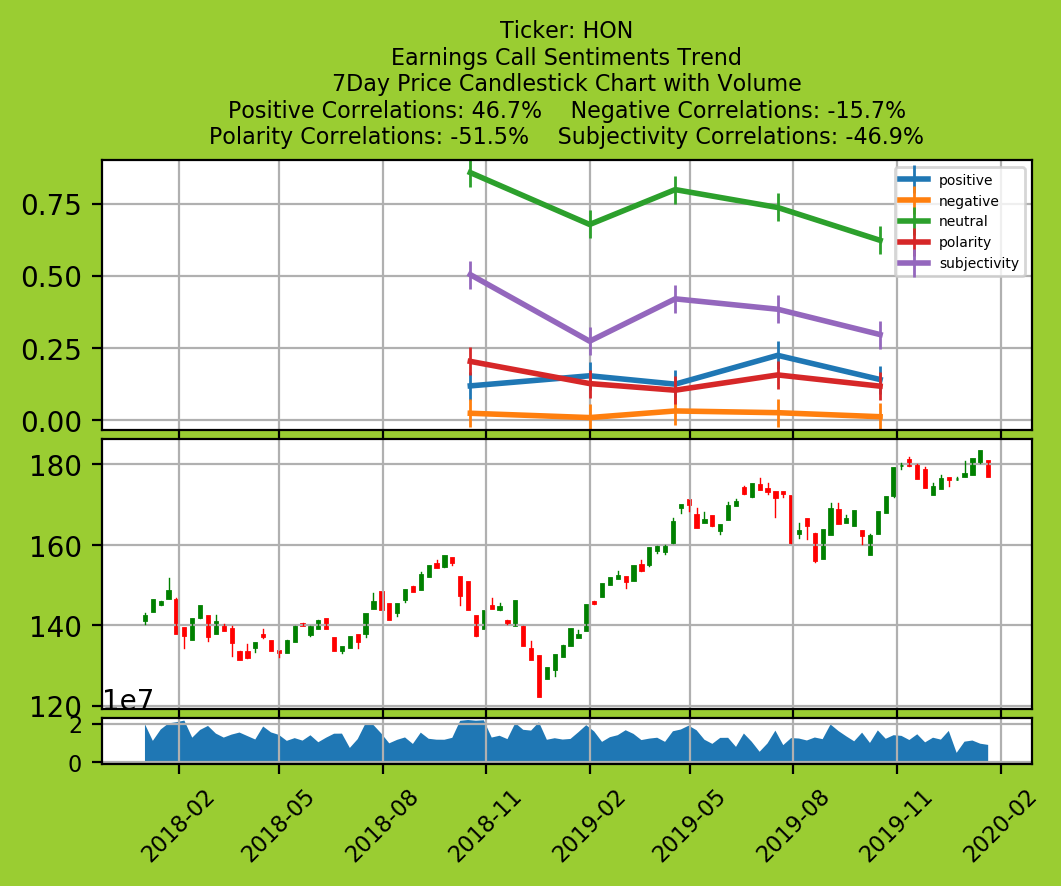 Ticker: HON
Earnings Call Sentiments Trend
7Day Price Candlestick Chart with Volume
Positive Correlations: 46.7%    Negative Correlations: -15.7%
Polarity Correlations: -51.5%    Subjectivity Correlations: -46.9%
positive
negative
neutral
polarity
subjectivity
0.75
0.50
0.25
0.00
180
160
140
120
1e7
2
0
2018-02
2018-05
2018-08
2018-11
2019-02
2019-05
2019-08
2019-11
2020-02